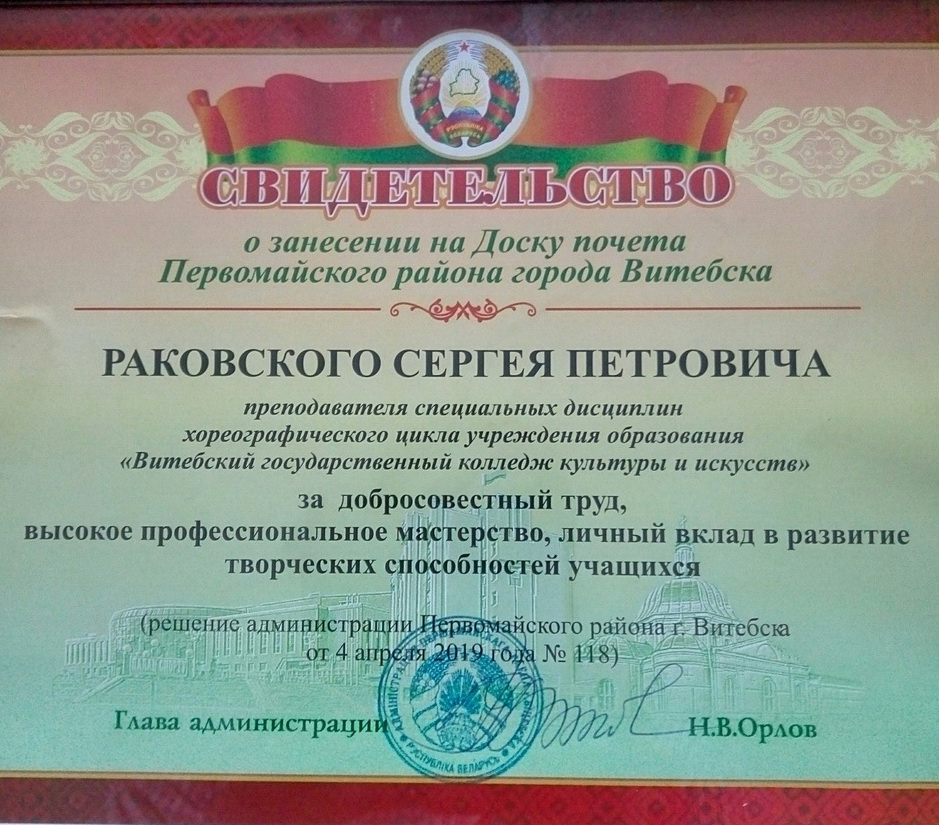 СВИДЕТЕЛЬСТВО
о занесении на Доску почета
Первомайского района города Витебска
РАКОВСКОГО СЕРГЕЯ ПЕТРОВИЧА
преподавателя специальных дисциплин
хореографического цикла учреждения образования
«Витебский государственный колледж культуры и искусств»
за добросовестный труд,
высокое профессиональное мастерство, личный вклад в развитие
творческих способностей учащихся
(решение администрации Первомайского района г. Витебска
от 4 апреля 2019 года № 118)
Глава администрации
Н.В.Орлов
РЭСПУБЛІКА БЕЛАРУСЬ